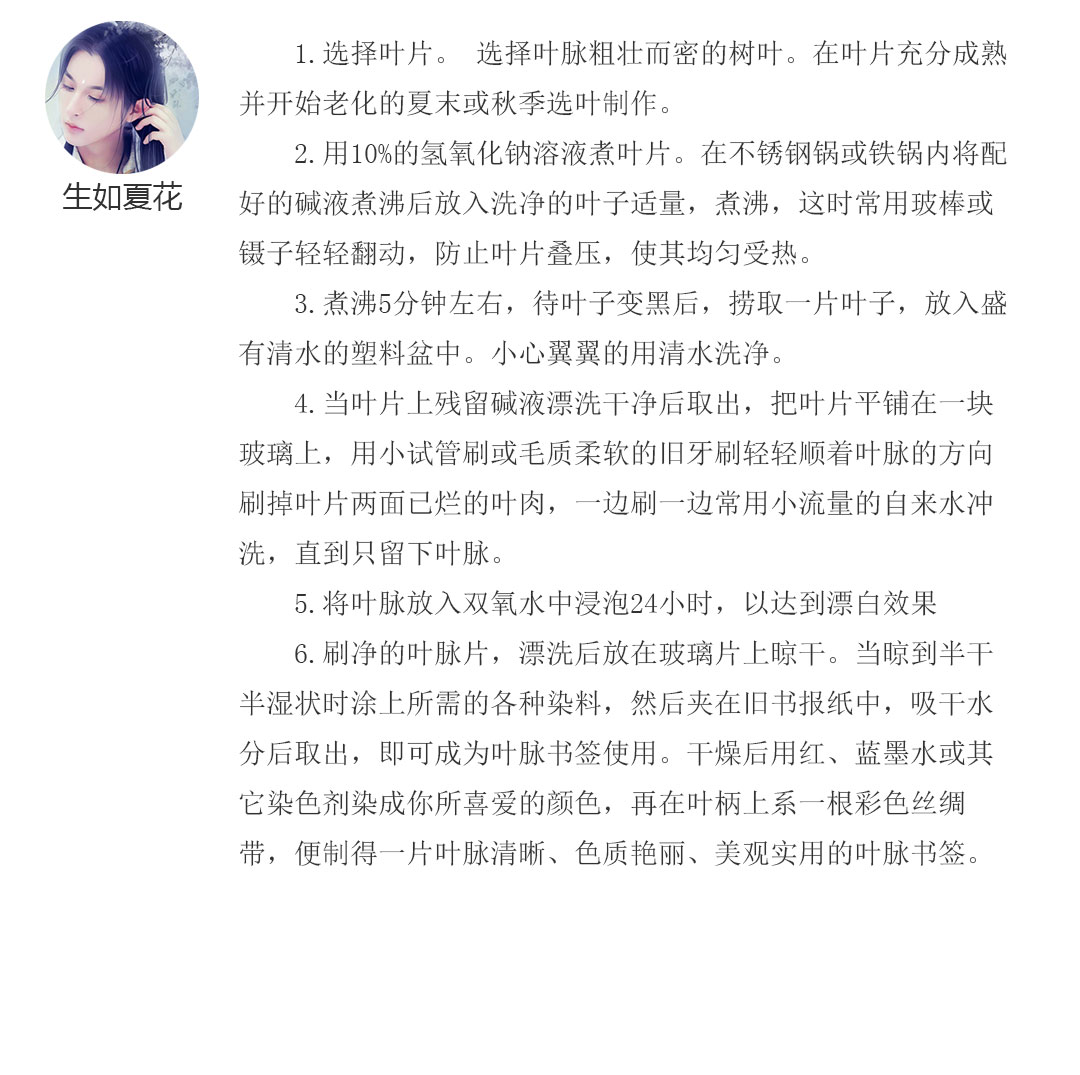 生如夏花
1.选择叶片。 选择叶脉粗壮而密的树叶。在叶片充分成熟
并开始老化的夏末或秋季选叶制作。
2.用10%的氢氧化钠溶液煮叶片。在不锈钢锅或铁锅内将配
好的碱液煮沸后放入洗净的叶子适量，煮沸，这时常用玻棒或
镊子轻轻翻动，防止叶片叠压，使其均匀受热。
3.煮沸5分钟左右，待叶子变黑后，捞取一片叶子，放入盛
有清水的塑料盆中。小心翼翼的用清水洗净。
4.当叶片上残留碱液漂洗干净后取出，把叶片平铺在一块
玻璃上，用小试管刷或毛质柔软的旧牙刷轻轻顺着叶脉的方向
刷掉叶片两面已烂的叶肉，一边刷一边常用小流量的自来水冲
洗，直到只留下叶脉。
5.将叶脉放入双氧水中浸泡24小时，以达到漂白效果
6.刷净的叶脉片，漂洗后放在玻璃片上晾干。当晾到半干
半湿状时涂上所需的各种染料，然后夹在旧书报纸中，吸干水
分后取出，即可成为叶脉书签使用。干燥后用红、蓝墨水或其
它染色剂染成你所喜爱的颜色，再在叶柄上系一根彩色丝绸
带，便制得一片叶脉清晰、色质艳丽、美观实用的叶脉书签。